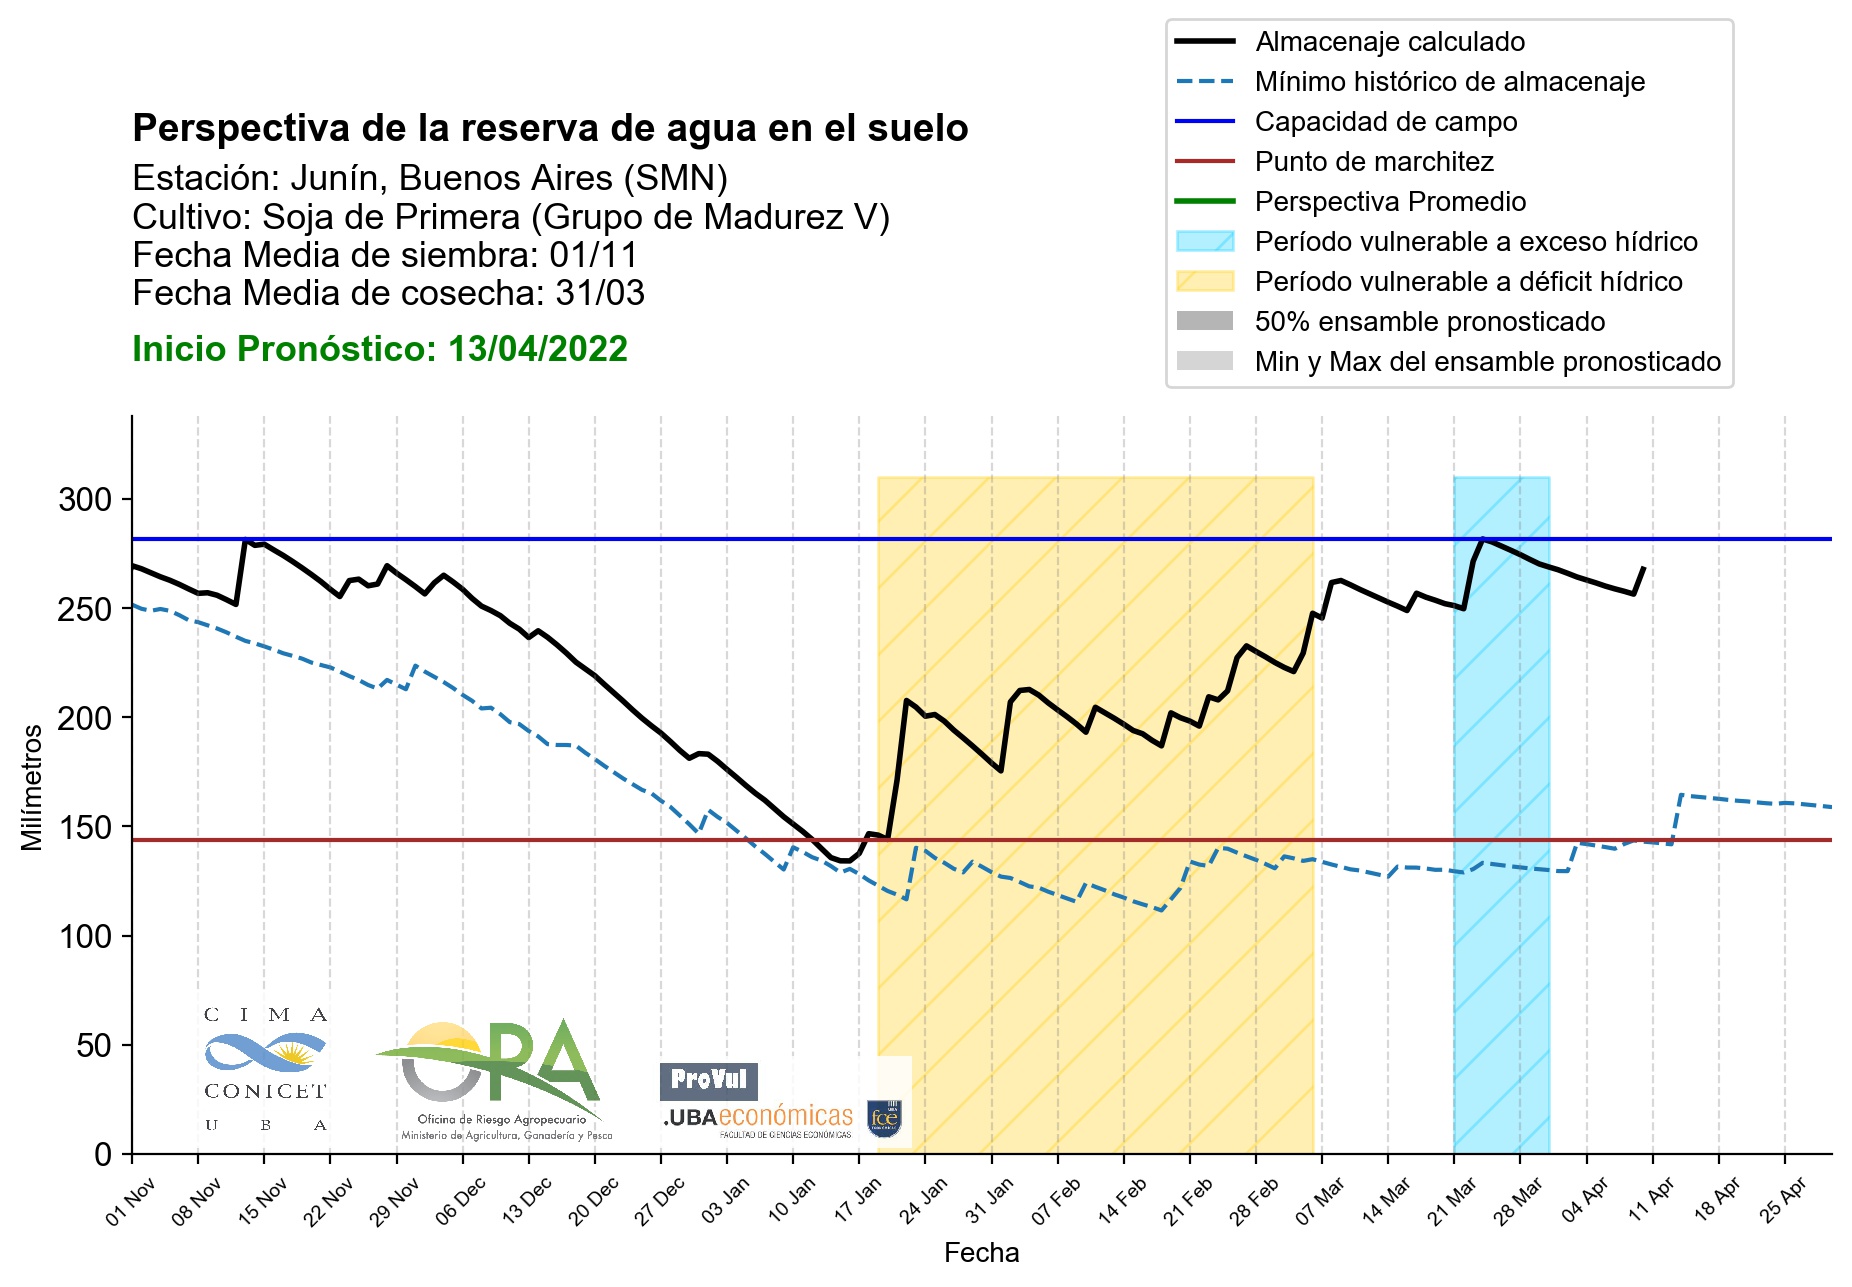 Almacenaje calculado
Mínimo histórico de almacenaje
Capacidad de campo
Punto de marchitez
Perspectiva Promedio
Período vulnerable a exceso hídrico
Período vulnerable a déficit hídrico
50% ensamble pronosticado
Min y Max del ensamble pronosticado
Perspectiva de la reserva de agua en el suelo
Estación: Junín, Buenos Aires (SMN)
Cultivo: Soja de Primera (Grupo de Madurez V)
Fecha Media de siembra: 01/11
Fecha Media de cosecha: 31/03
Inicio Pronóstico: 13/04/2022
Milímetros
300
250
200
150
100
50
0
CIMA
CONICET
UBA
ORA
Oficina de Riesgo Agropecuario
Ministerio de Agricultura, Ganadería y Pesca
ProVul
.UBAeconómicas
FACULTAD DE CIENCIAS ECONÓMICAS
UBA
fce
ECONÓMICAS
01 Nov
08 Nov
15 Nov
22 Nov
29 Nov
06 Dec
13 Dec
20 Dec
27 Dec
03 Jan
10 Jan
17 Jan
24 Jan
31 Jan
07 Feb
14 Feb
21 Feb
28 Feb
07 Mar
14 Mar
21 Mar
28 Mar
04 Apr
11 Apr
18 Apr
25 Apr
Fecha